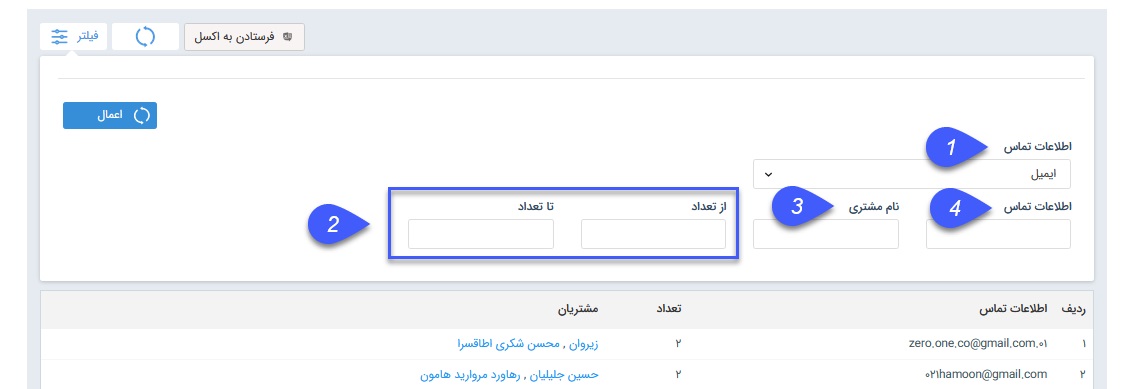 فرستادن به اکسل
فیلتر
اعمال
اطلاعات تماس
1
ایمیل
اطلاعات تماس
4
نام مشتری
3
از تعداد
تا تعداد
2
ردیف اطلاعات تماس تعداد مشتریان
۱ zero.one.co@gmail.com.۰۱ ۲ زیروان , محسن شکری اطاقسرا
۲ ۰۲۱hamoon@gmail.com ۲ حسین جلیلیان , رهاورد مروارید هامون